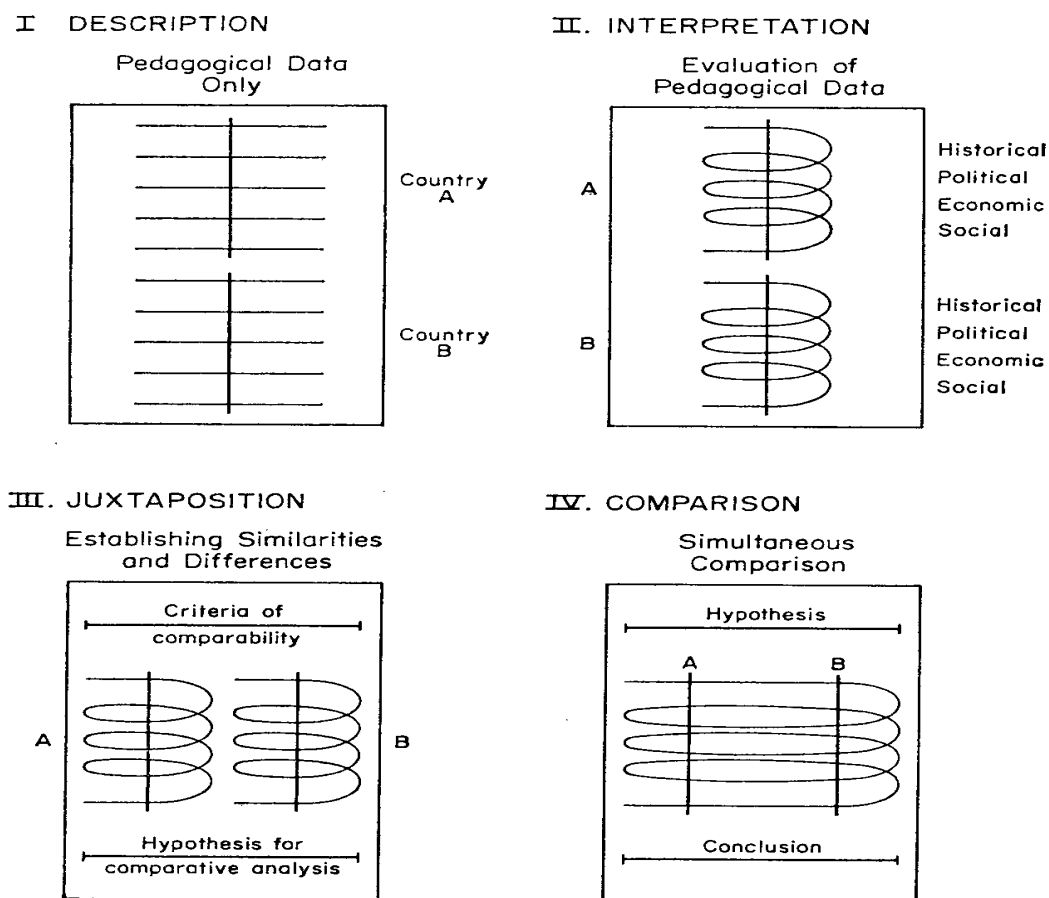 I DESCRIPTION
Pedagogical Data
Only
Country
A
Country
B
II. INTERPRETATION
Evaluation of
Pedagogical Data
A
Historical
Political
Economic
Social
B
Historical
Political
Economic
Social
III. JUXTAPOSITION
Establishing Similarities
and Differences
Criteria of
comparability
A
B
Hypothesis for
comparative analysis
IV. COMPARISON
Simultaneous
Comparison
Hypothesis
A
B
Conclusion